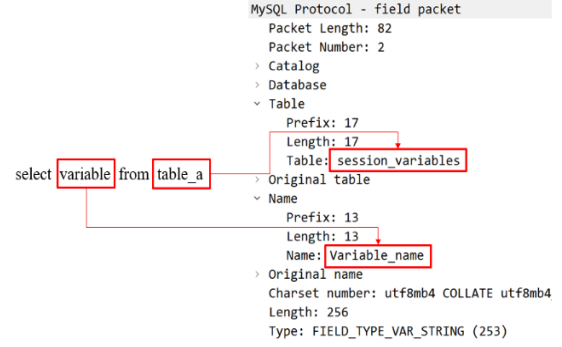 MySQL Protocol - field packet
Packet Length: 82
Packet Number: 2
> Catalog
> Database
v Table
Prefix: 17
Length: 17
Table: session_variables
select variable from table_a
> Original table
v Name
Prefix: 13
Length: 13
Name: Variable_name
> Original name
Charset number: utf8mb4 COLLATE utf8mb4_
Length: 256
Type: FIELD_TYPE_VAR_STRING (253)